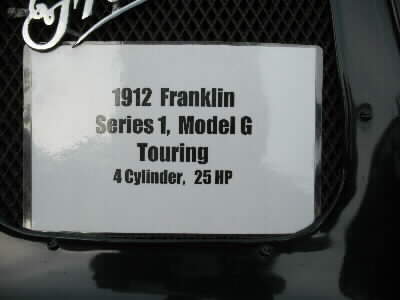 1912 Franklin
Series 1, Model G
Touring
4 Cylinder, 25 HP